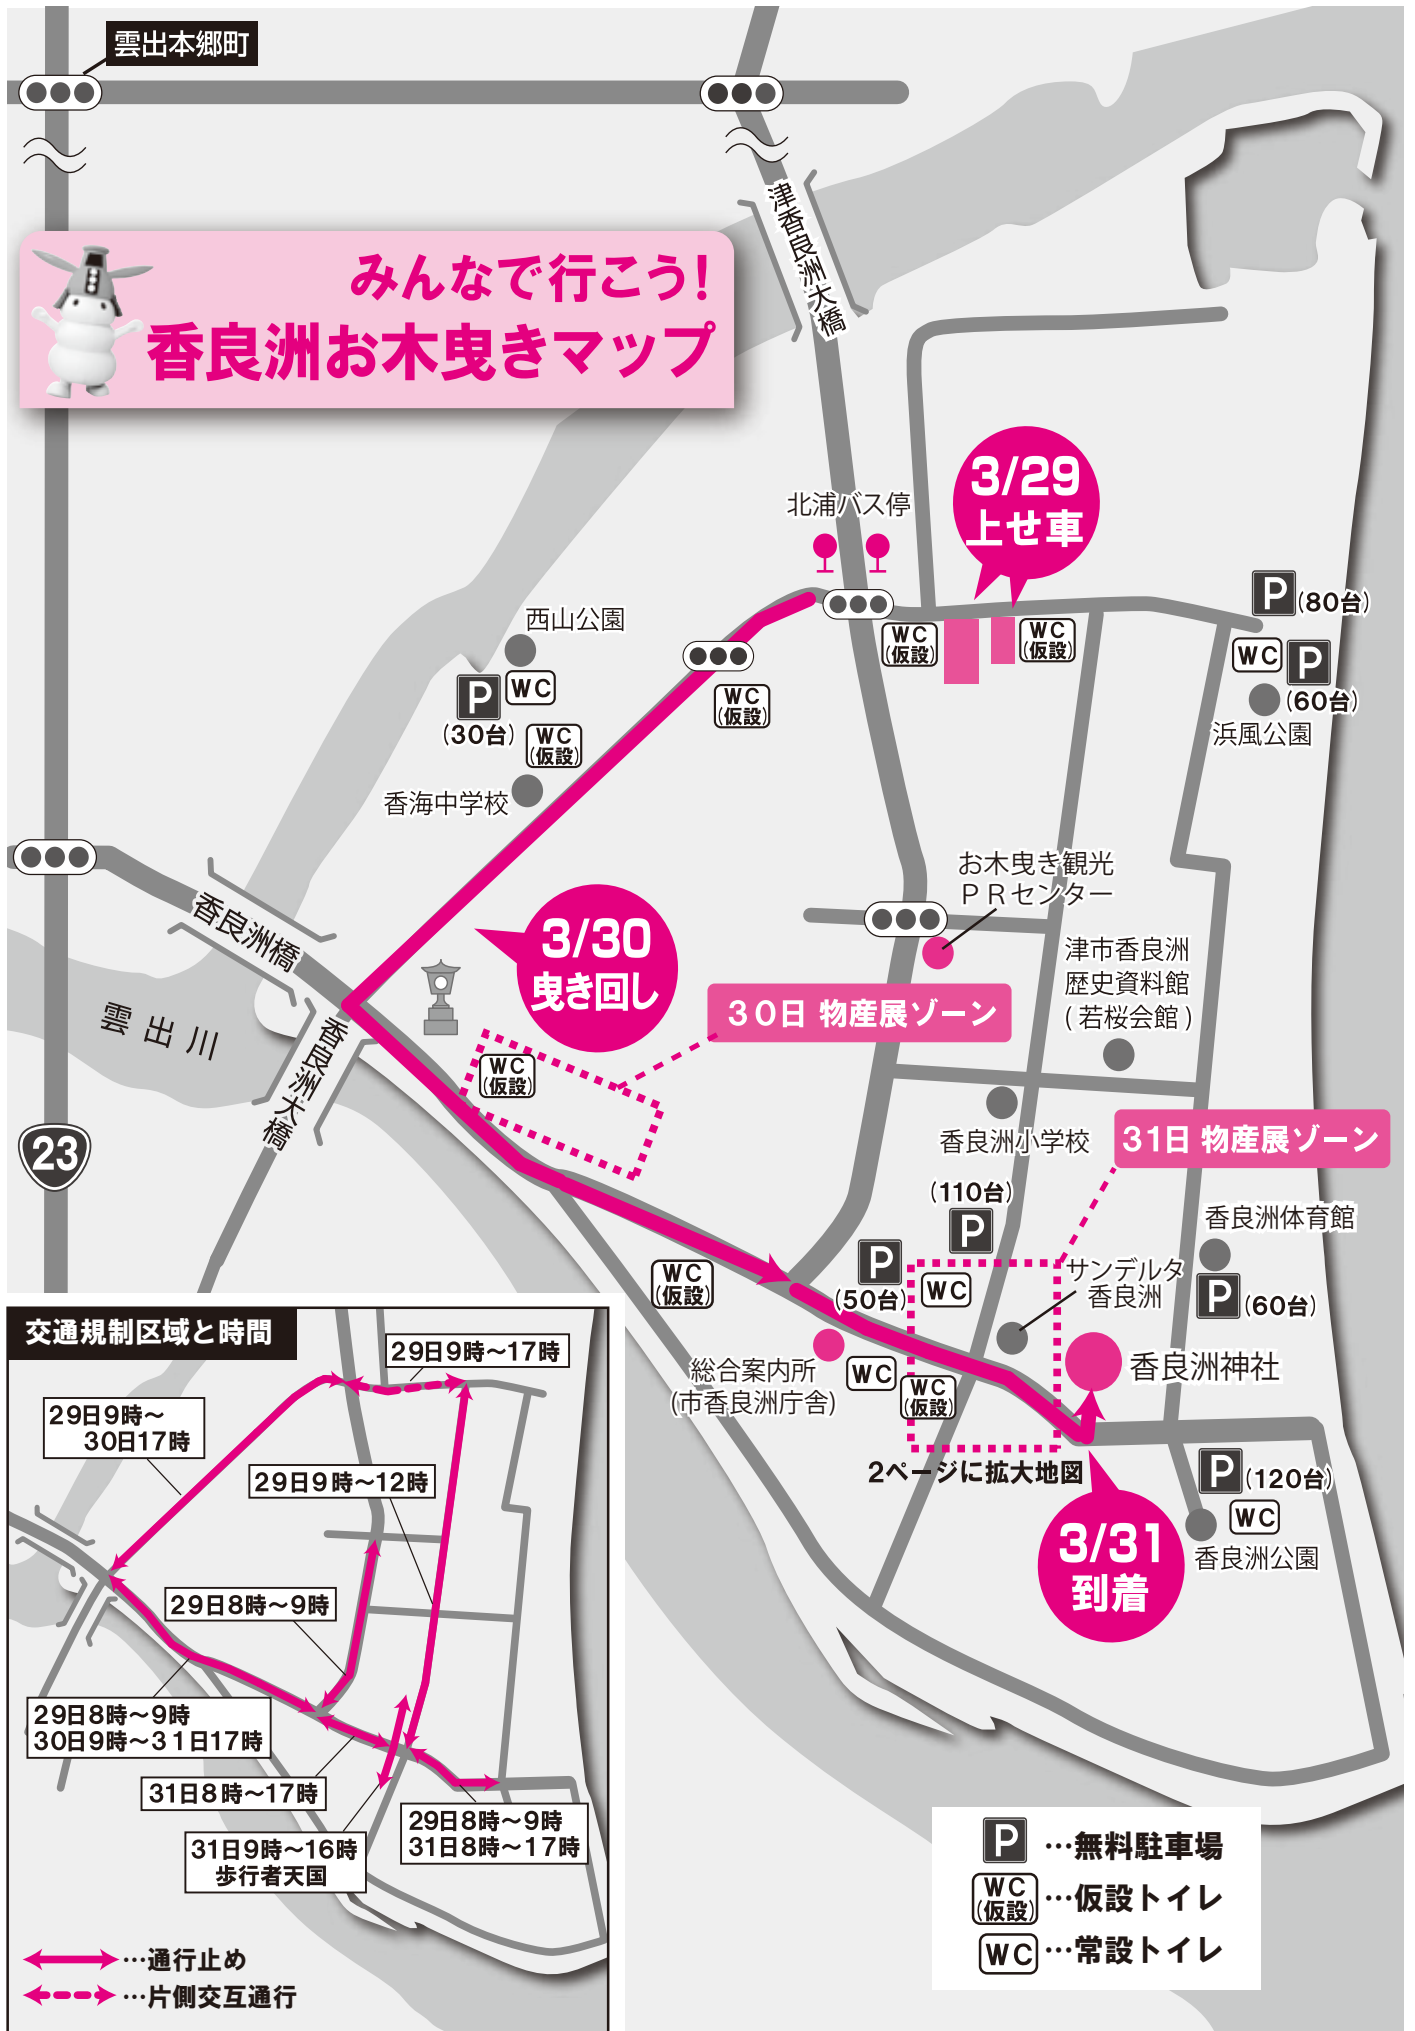 雲出本郷町
津香良洲大橋
みんなで行こう!
香良洲お木曳きマップ
3/29
上せ車
北浦バス停
西山公園
P
WC
(30台)
WC
(仮設)
香海中学校
WC
(仮設)
WC
(仮設)
WC
(仮設)
P
(80台)
WC
P
(60台)
浜風公園
香良洲橋
雲出川
香良洲大橋
23
3/30
曳き回し
お木曳き観光
PRセンター
津市香良洲
歴史資料館
(若桜会館)
30日 物産展ゾーン
WC
(仮設)
香良洲小学校
31日 物産展ゾーン
(110台)
P
香良洲体育館
P
(60台)
P
(50台)
WC
サンデルタ
香良洲
WC
(仮設)
総合案内所
(市香良洲庁舎)
WC
WC
(仮設)
香良洲神社
2ページに拡大地図
P
(120台)
WC
香良洲公園
3/31
到着
交通規制区域と時間
29日9時～17時
29日9時～
30日17時
29日9時～12時
29日8時～9時
29日8時～9時
30日9時～31日17時
31日8時～17時
31日9時～16時
歩行者天国
29日8時～9時
31日8時～17時
…通行止め
…片側交互通行
P
…無料駐車場
WC
(仮設)
…仮設トイレ
WC
…常設トイレ